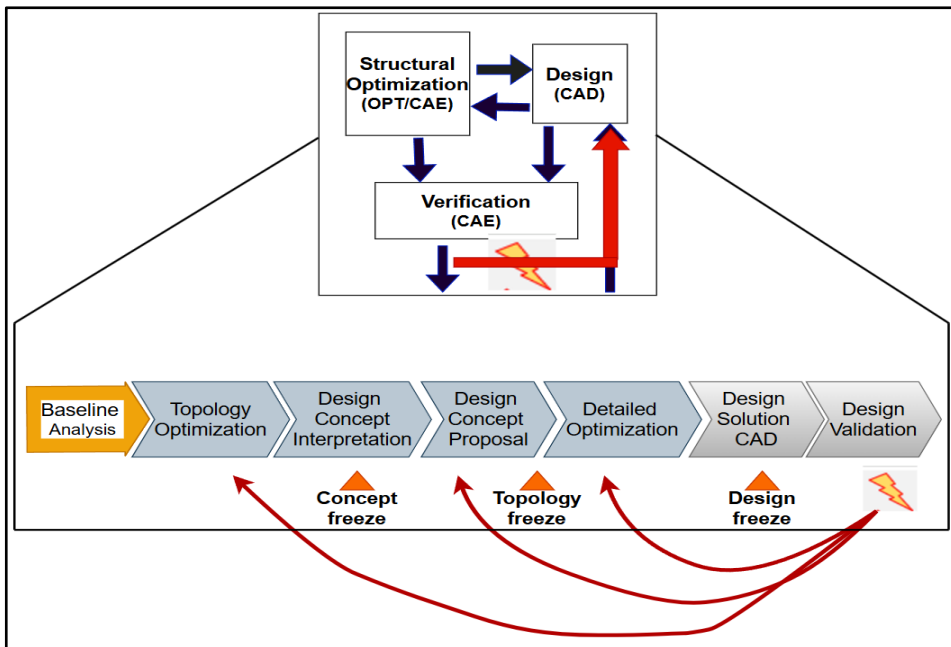 Structural
Optimization
(OPT/CAE)
Design
(CAD)
Verification
(CAE)
Baseline
Analysis
Topology
Optimization
Design
Concept
Interpretation
Design
Concept
Proposal
Detailed
Optimization
Design
Solution
CAD
Design
Validation
Concept
freeze
Topology
freeze
Design
freeze